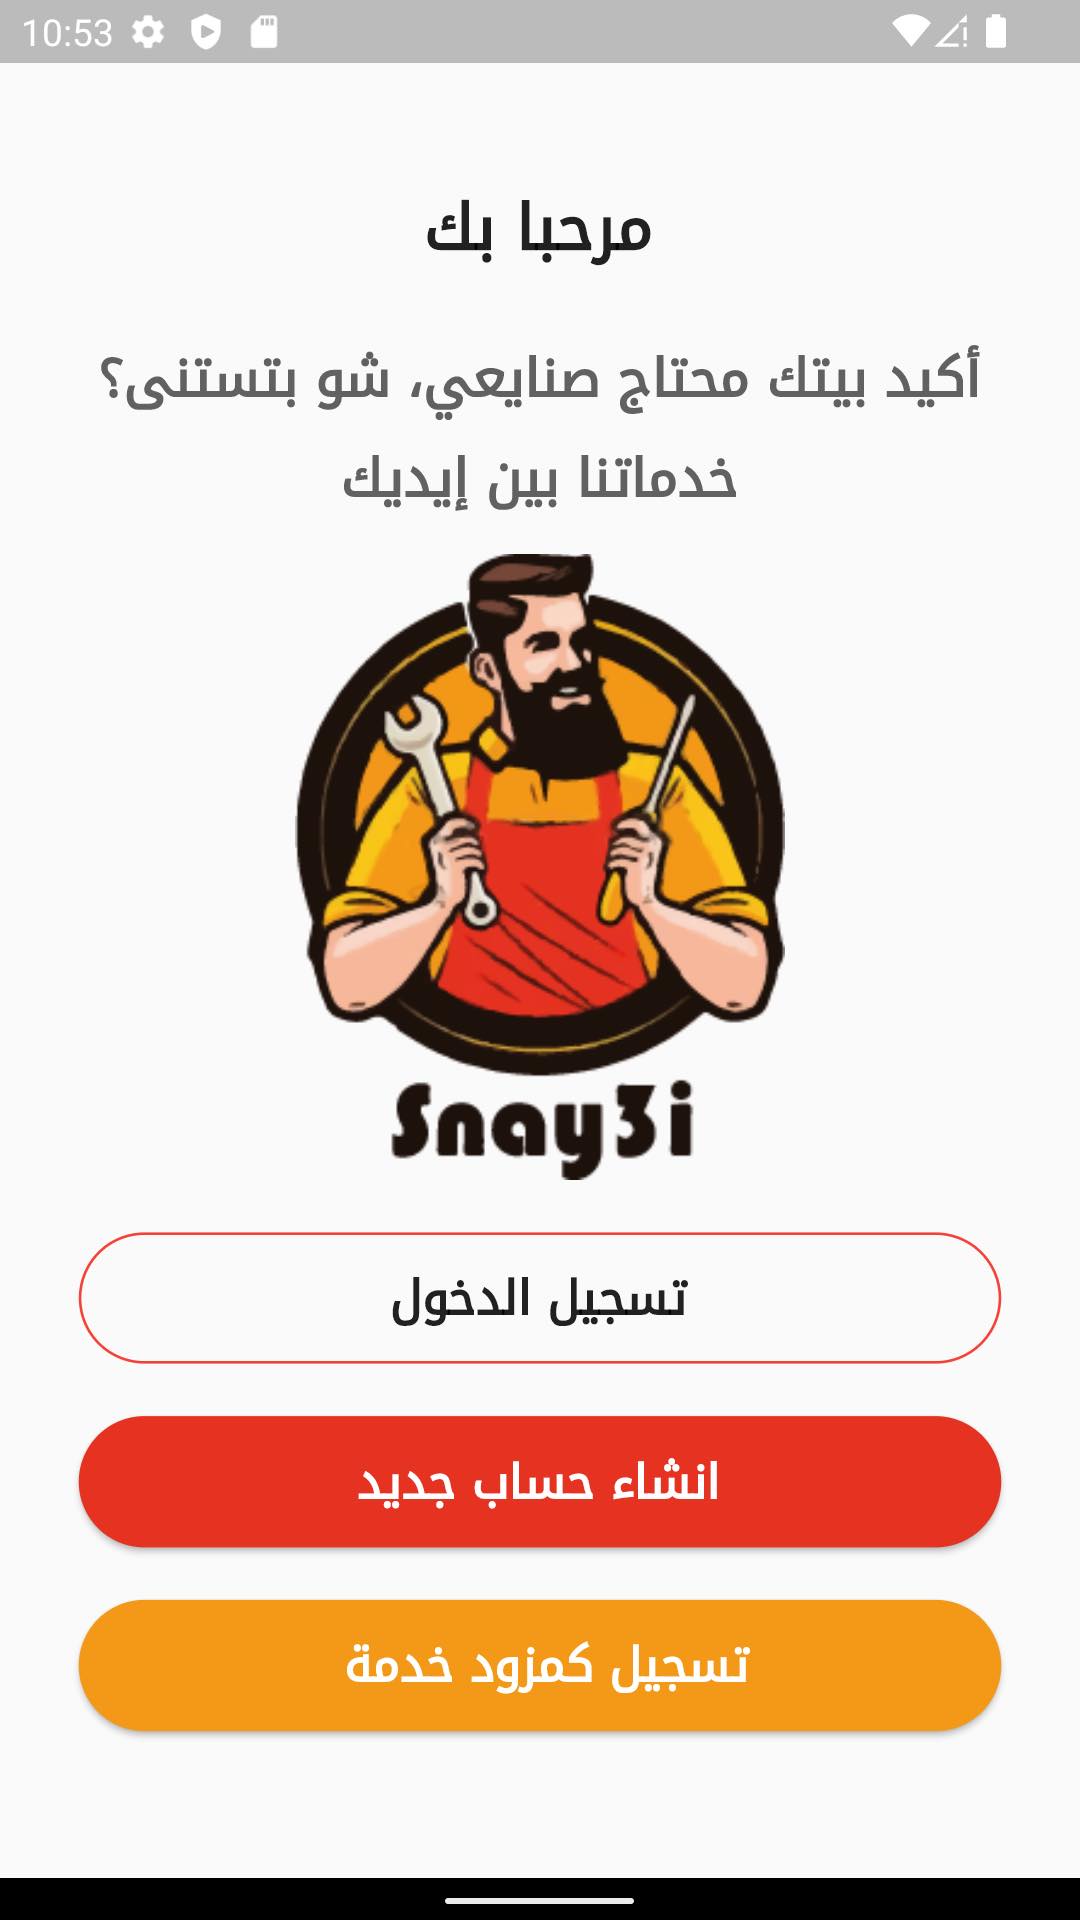 10:53
مرحبا بك
أكيد بيتك محتاج صنايعي، شو بتستنى؟
خدماتنا بين إيديك
Snay3i
تسجيل الدخول
انشاء حساب جديد
تسجيل كمزود خدمة